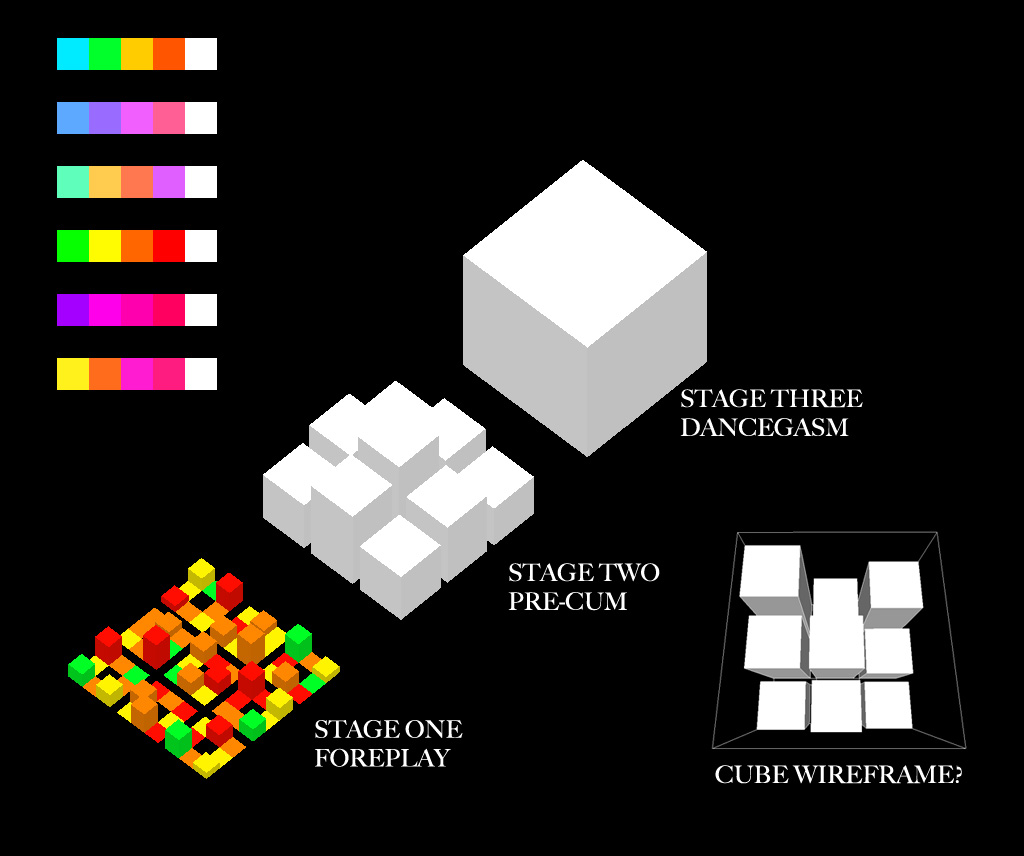 STAGE THREE
DANCEGASM
STAGE TWO
PRE-CUM
STAGE ONE
FOREPLAY
CUBE WIREFRAME?